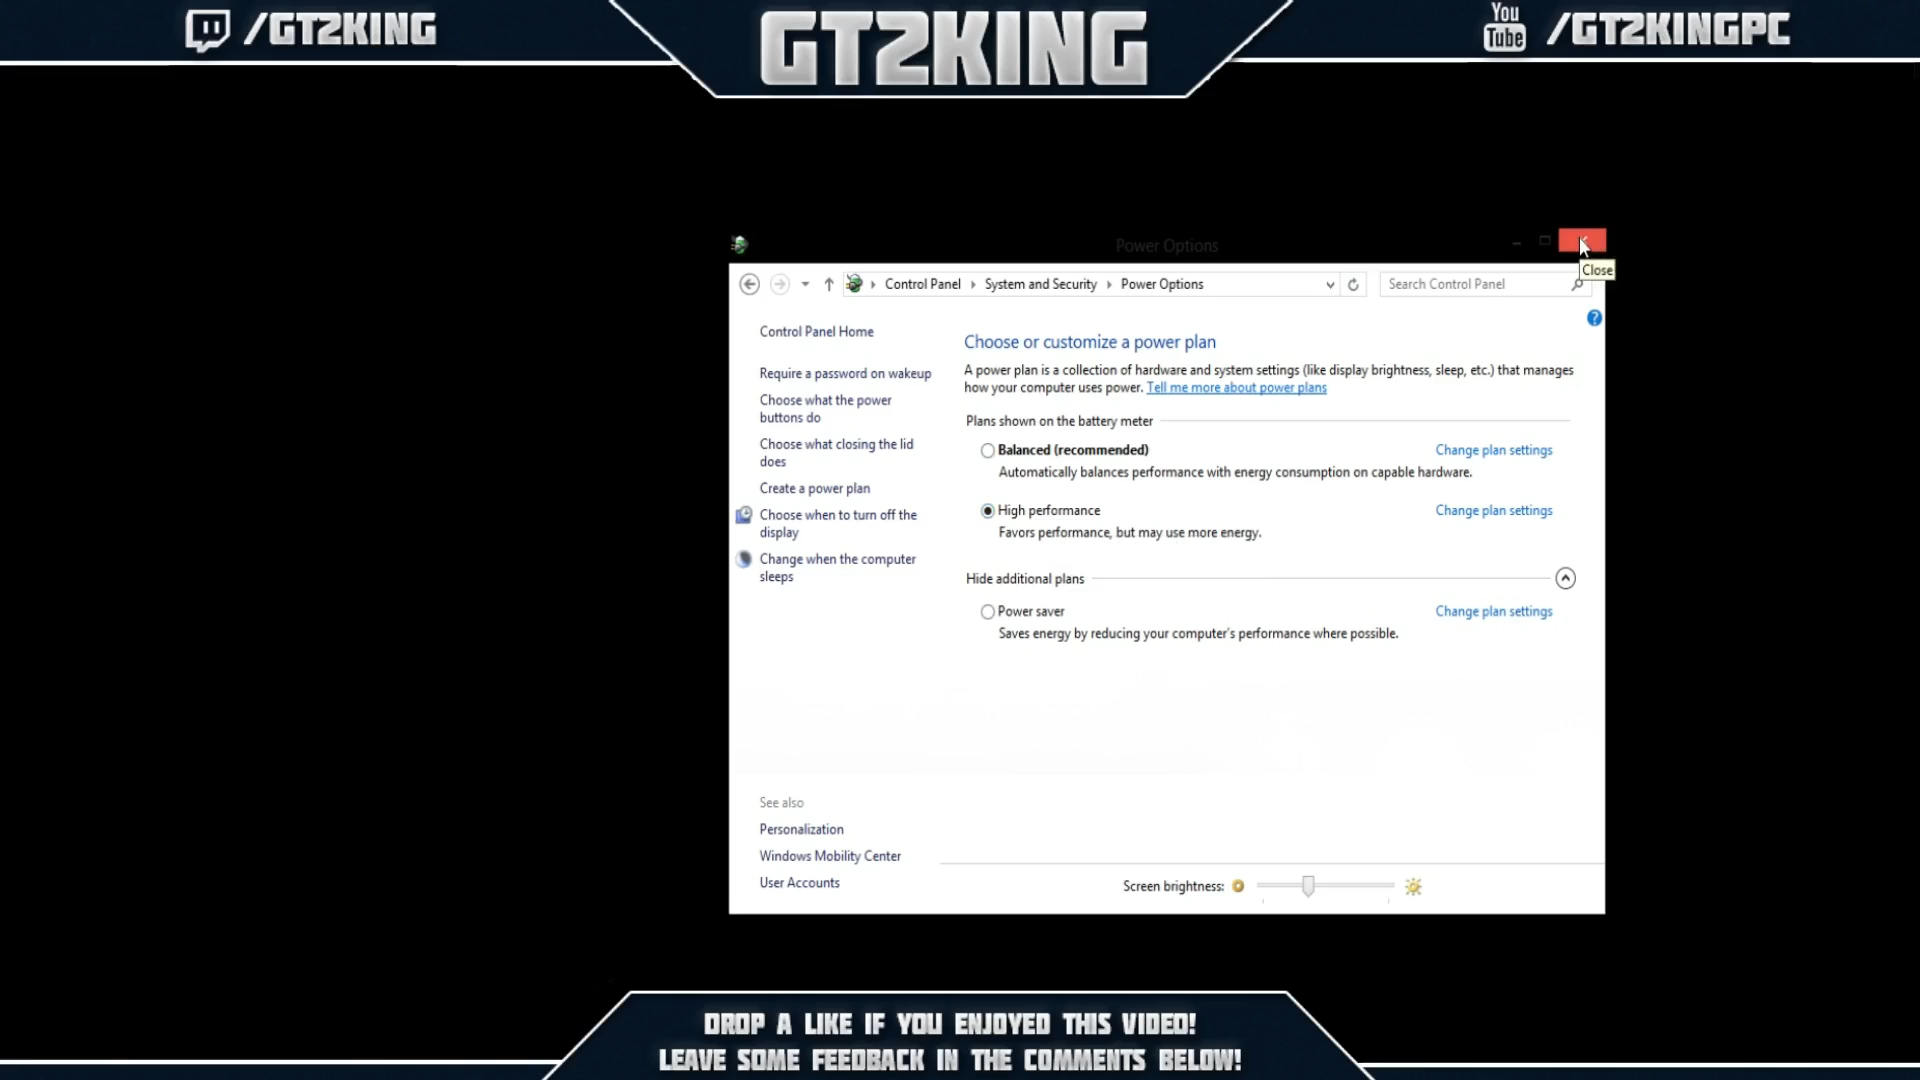 /GT2KING
GT2KING
You
Tube
/GT2KINGPC
Power Options
Close
Control Panel
System and Security
Power Options
Search Control Panel
Control Panel Home
Require a password on wakeup
Choose what the power
buttons do
Choose what closing the lid
does
Create a power plan
Choose when to turn off the
display
Change when the computer
sleeps
Choose or customize a power plan
A power plan is a collection of hardware and system settings (like display brightness, sleep, etc.) that manages
how your computer uses power. Tell me more about power plans
Plans shown on the battery meter
Balanced (recommended)
Change plan settings
Automatically balances performance with energy consumption on capable hardware.
High performance
Change plan settings
Favors performance, but may use more energy.
Hide additional plans
Power saver
Change plan settings
Saves energy by reducing your computer's performance where possible.
See also
Personalization
Windows Mobility Center
User Accounts
Screen brightness:
DROP A LIKE IF YOU ENJOYED THIS VIDEO!
LEAVE SOME FEEDBACK IN THE COMMENTS BELOW!